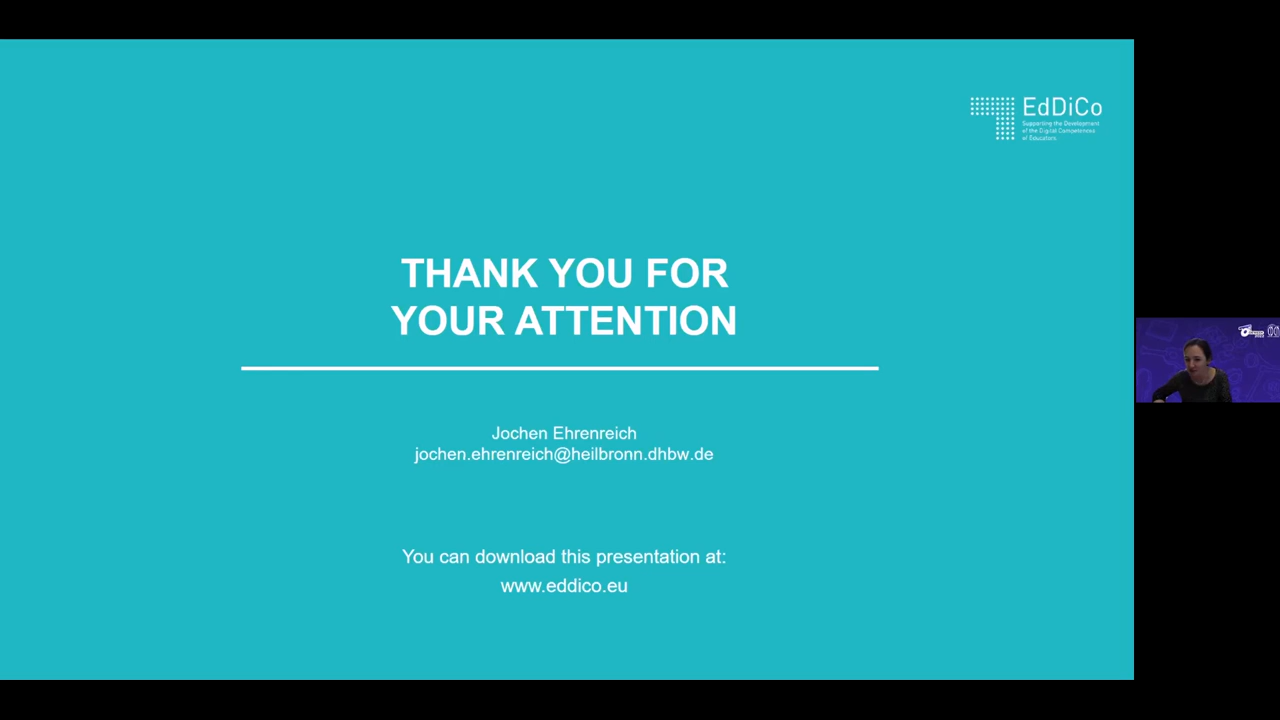 EdDiCo
Supporting the Development
of the Digital Competences
of Educators
THANK YOU FOR
YOUR ATTENTION
Jochen Ehrenreich
jochen.ehrenreich@heilbronn.dhbw.de
You can download this presentation at:
www.eddico.eu